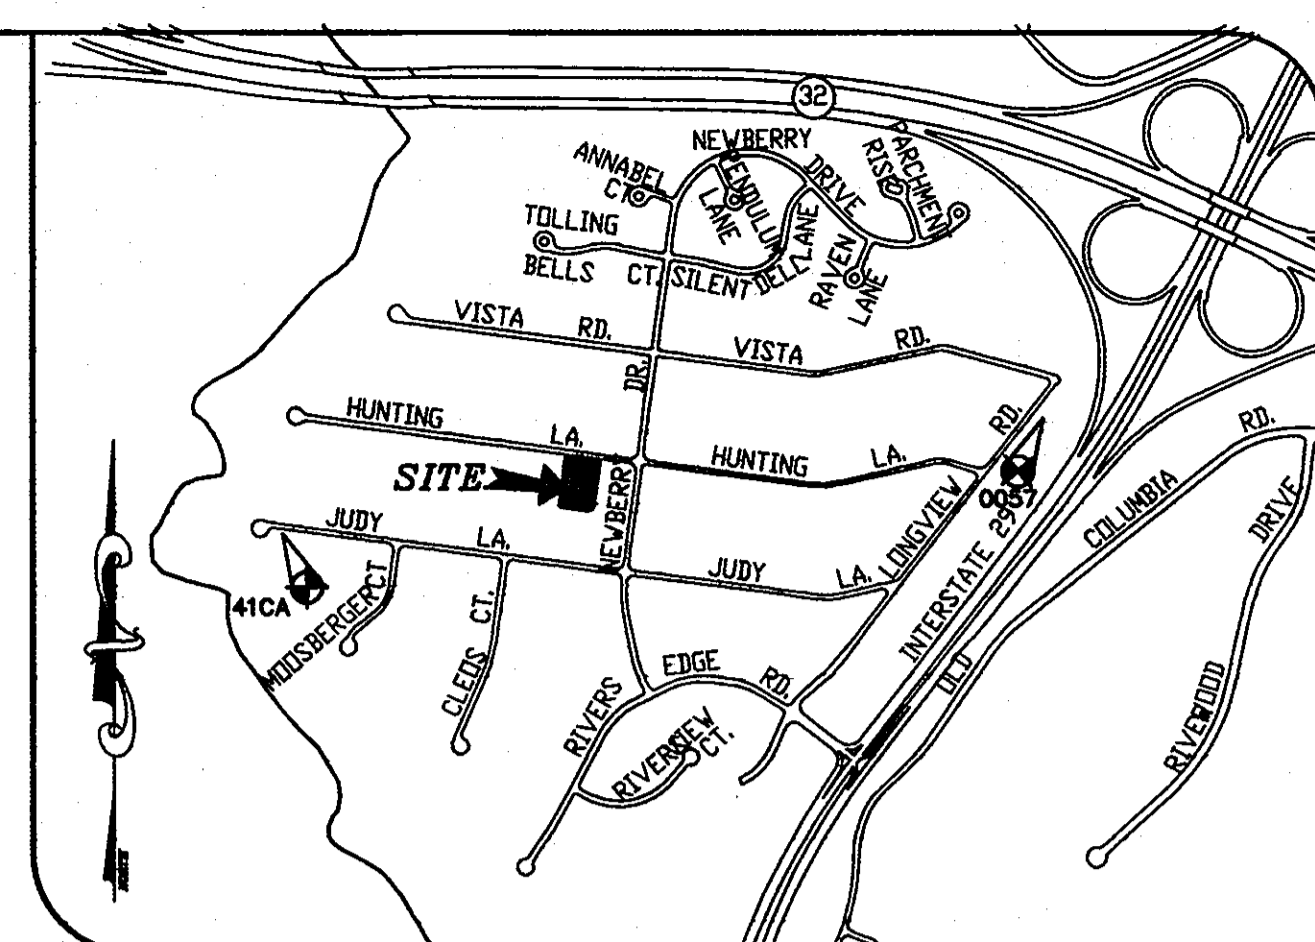 32
NEWBERRY
DRIVE
ANNABEL
CT
PENDULUM
LANE
PARCHMENT
RISE
TOLLING
BELLS CT.
SILENT DELL LANE
RAVEN
LANE
VISTA RD.
VISTA RD.
HUNTING LA.
HUNTING LA.
NEWBERRY DR.
SITE
JUDY LA.
JUDY LA.
LONGVIEW RD.
0057
INTERSTATE 29
OLD COLUMBIA RD.
RIVERWOOD DRIVE
41CA
MOOSBERGER CT
CLEOS CT.
RIVERS EDGE RD.
RIVERVIEW
CT.